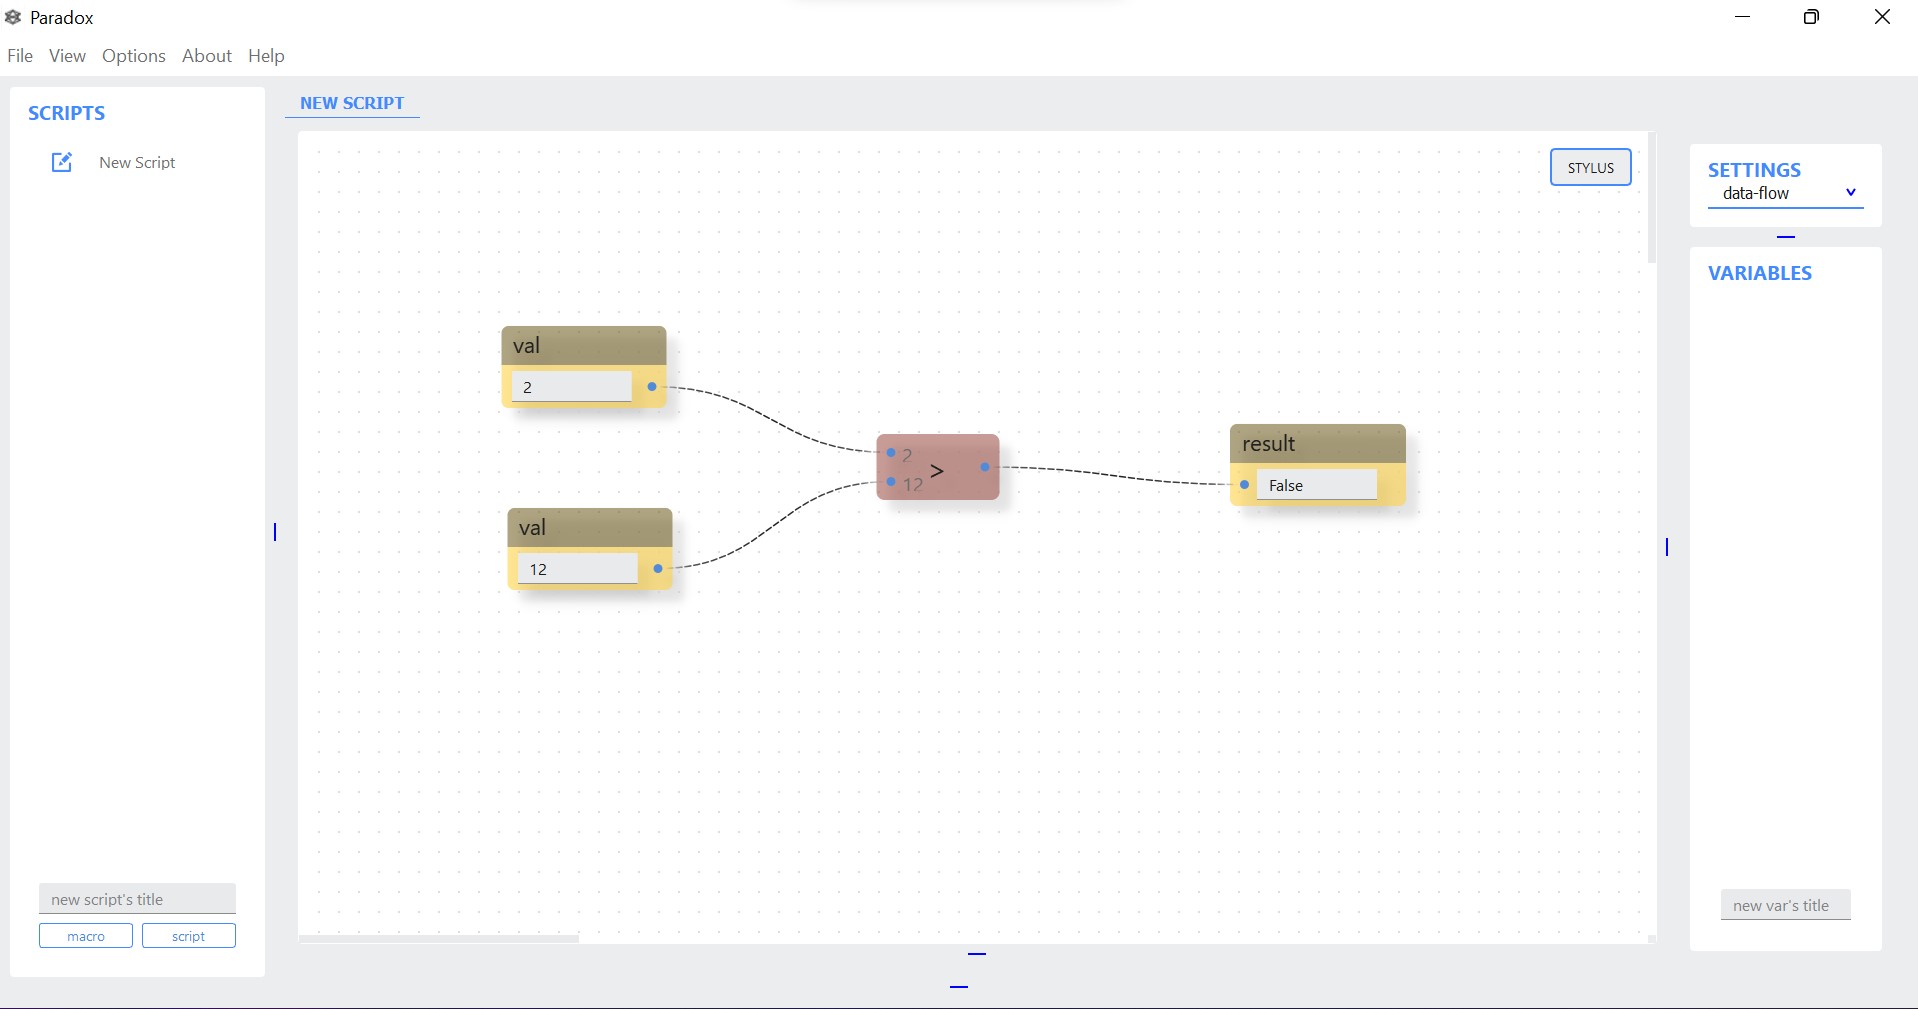 Paradox
File View Options About Help
SCRIPTS
New Script
new script's title
macro script
NEW SCRIPT
STYLUS
val
2
val
12
2
12
>
result
False
SETTINGS
data-flow
VARIABLES
new var's title